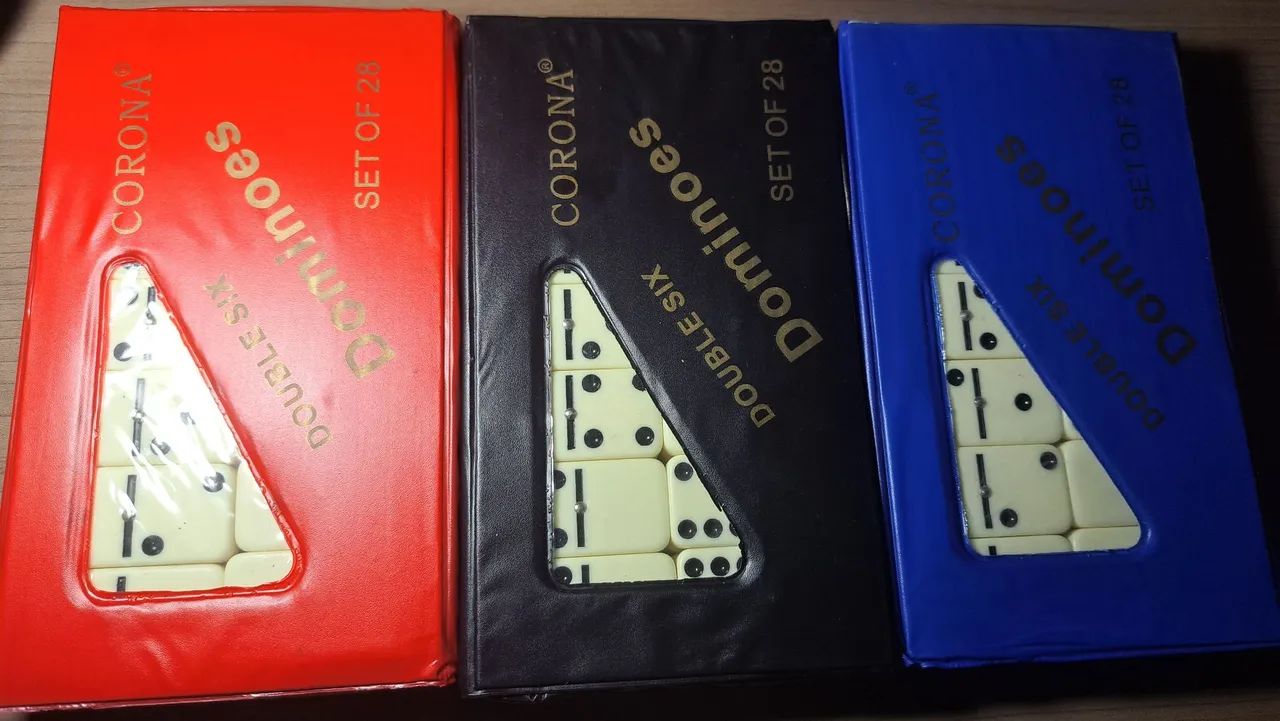 CORONA®
DOUBLE SIX
Dominoes
SET OF 28
CORONA®
DOUBLE SIX
Dominoes
SET OF 28
CORONA®
DOUBLE SIX
Dominoes
SET OF 28